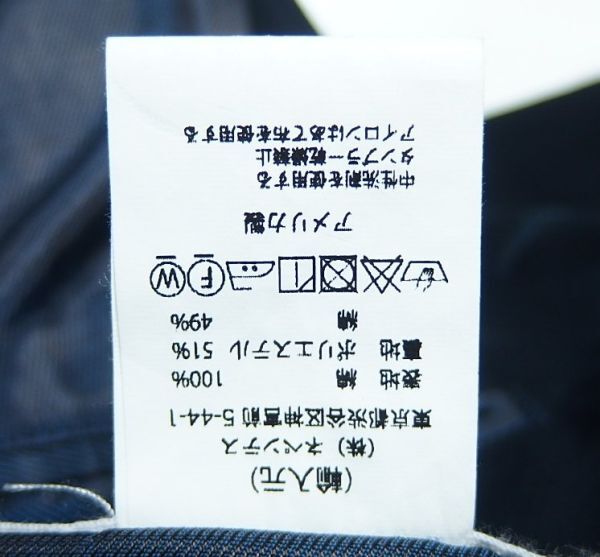 (輸入元)
(株) ネペンテス
東京都渋谷区神宮前 5-44-1
表地 綿 100%
裏地 ポリエステル 51%
綿 49%
W F
アメリカ製
中性洗剤を使用する
タンブラー乾燥禁止
アイロンはあて布を使用する